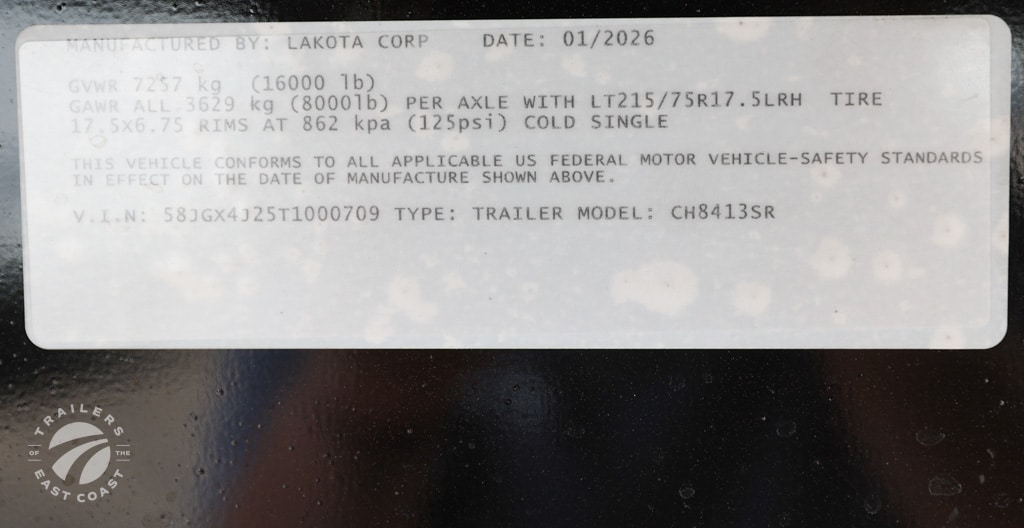 MANUFACTURED BY: LAKOTA CORP DATE: 01/2026
GVWR 7257 kg (16000 lb)
GAWR ALL 3629 kg (8000lb) PER AXLE WITH LT215/75R17.5LRH TIRE
17.5x6.75 RIMS AT 862 kpa (125psi) COLD SINGLE
THIS VEHICLE CONFORMS TO ALL APPLICABLE US FEDERAL MOTOR VEHICLE-SAFETY STANDARDS
IN EFFECT ON THE DATE OF MANUFACTURE SHOWN ABOVE.
V.I.N: 58JGX4J25T1000709 TYPE: TRAILER MODEL: CH8413SR
TRAILERS
OF THE
EAST COAST